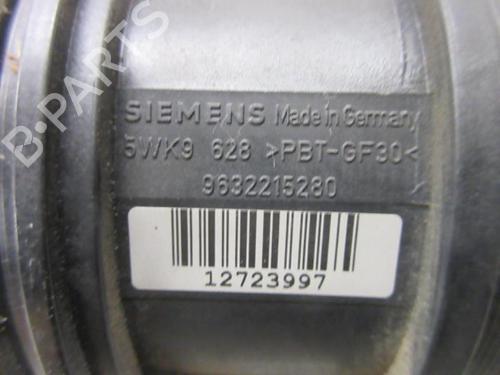 B-PARTS
SIEMENS Made in Germany
5WK9 628 >PBT-GF30<
9632215280
12723997